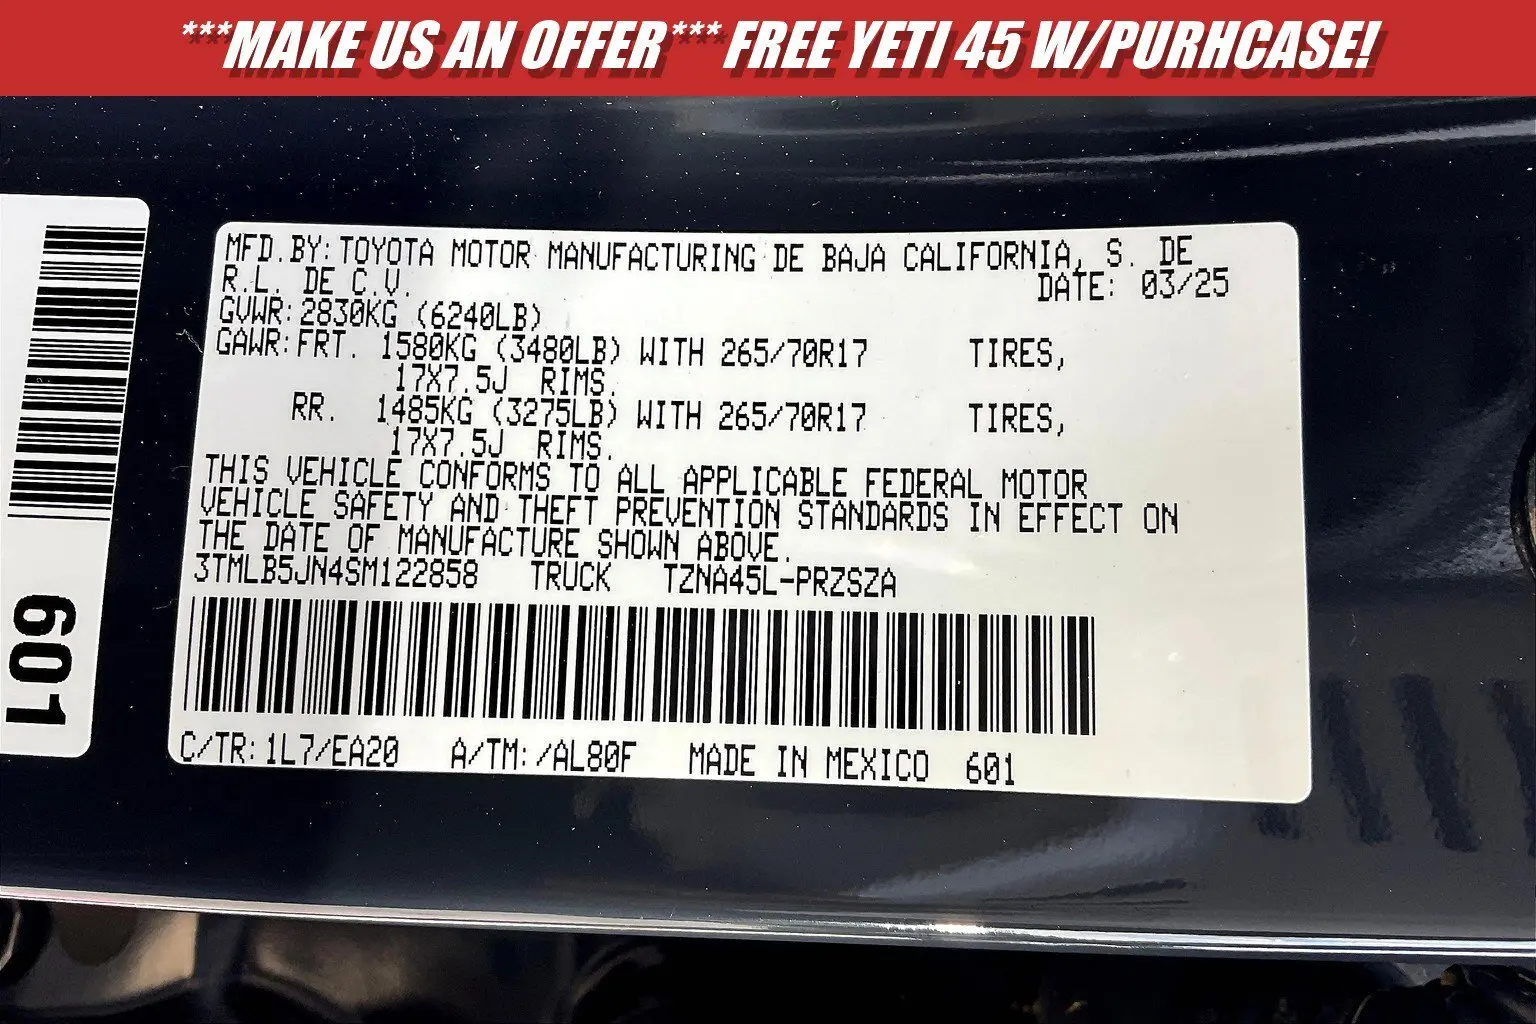 ***MAKE US AN OFFER*** FREE YETI 45 W/PURHCASE!
MFD.BY:TOYOTA MOTOR MANUFACTURING DE BAJA CALIFORNIA, S. DE
R.L. DE C.V.
DATE: 03/25
GVWR:2830KG (6240LB)
GAWR:FRT. 1580KG (3480LB) WITH 265/70R17 TIRES,
17X7.5J RIMS.
RR. 1485KG (3275LB) WITH 265/70R17 TIRES,
17X7.5J RIMS.
THIS VEHICLE CONFORMS TO ALL APPLICABLE FEDERAL MOTOR
VEHICLE SAFETY AND THEFT PREVENTION STANDARDS IN EFFECT ON
THE DATE OF MANUFACTURE SHOWN ABOVE.
3TMLB5JN4SM122858 TRUCK TZNA45L-PRZSZA
C/TR:1L7/EA20 A/TM:/AL80F MADE IN MEXICO 601
601